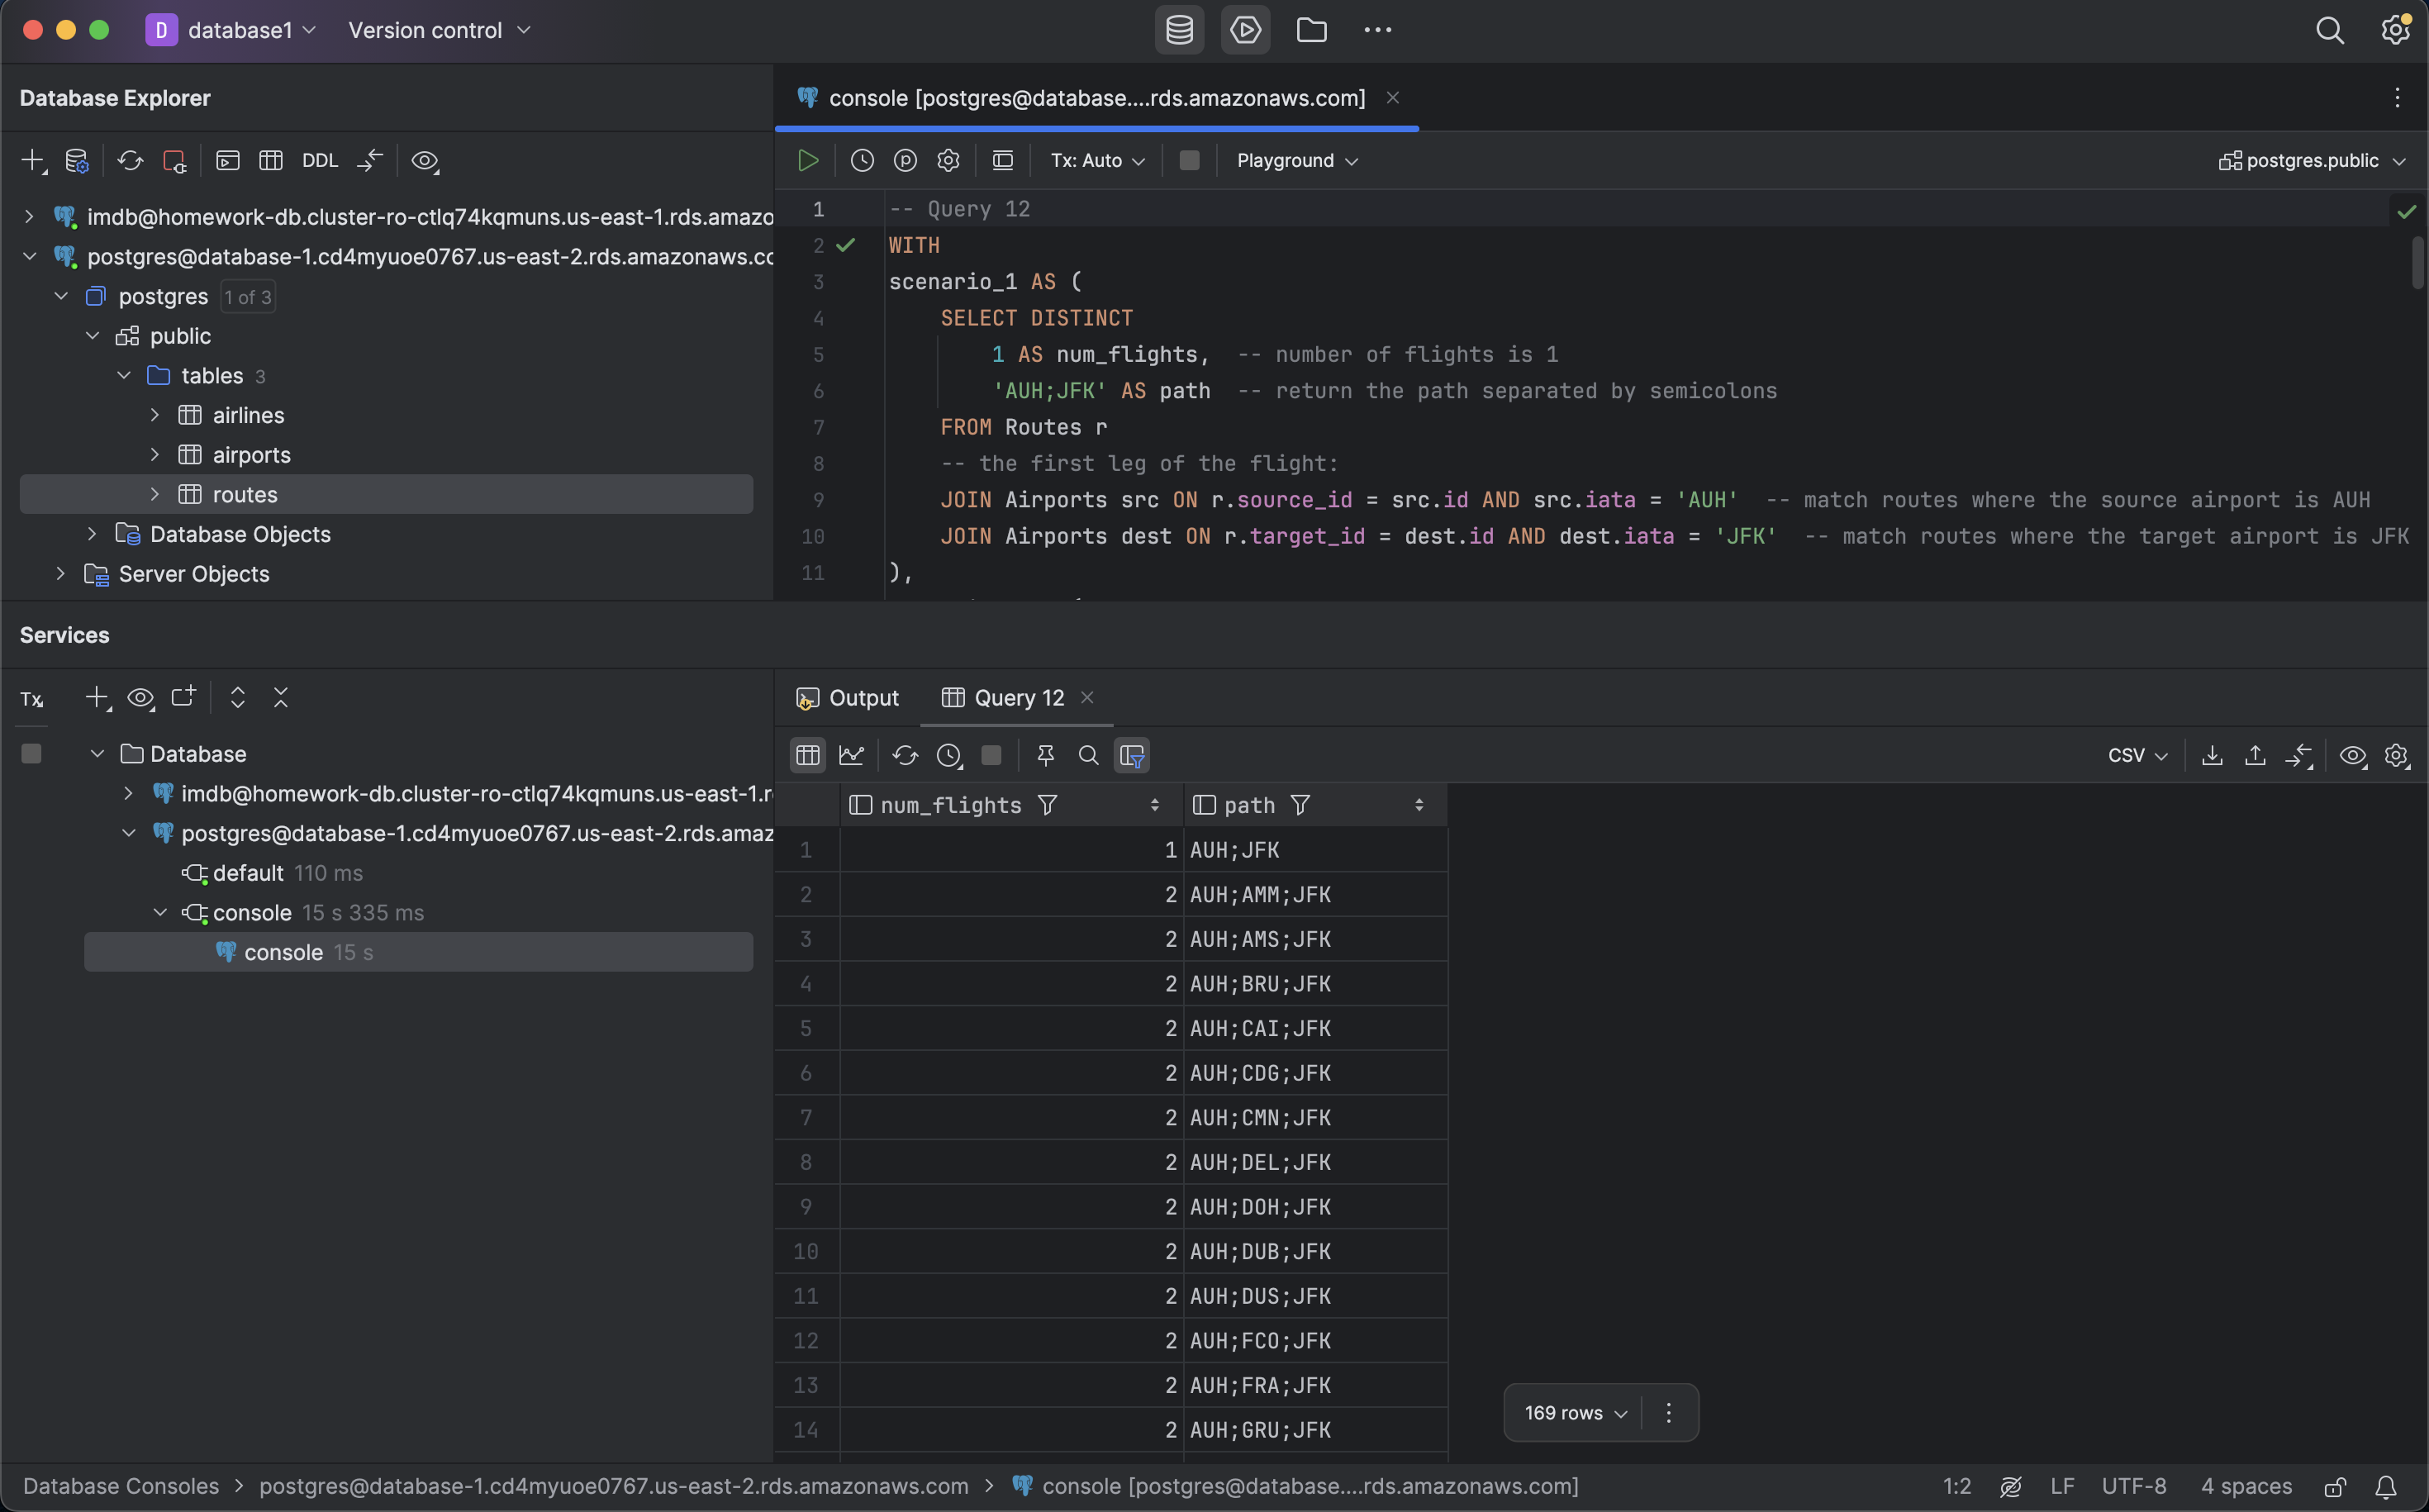 D database1 Version control
Database Explorer
console [postgres@database....rds.amazonaws.com]
DDL
Tx: Auto
Playground
postgres.public
imdb@homework-db.cluster-ro-ctlq74kqmuns.us-east-1.rds.amazo
postgres@database-1.cd4myuoe0767.us-east-2.rds.amazonaws.co
postgres 1 of 3
public
tables 3
airlines
airports
routes
Database Objects
Server Objects
1 -- Query 12
2 WITH
3 scenario_1 AS (
4 SELECT DISTINCT
5 1 AS num_flights, -- number of flights is 1
6 'AUH;JFK' AS path -- return the path separated by semicolons
7 FROM Routes r
8 -- the first leg of the flight:
9 JOIN Airports src ON r.source_id = src.id AND src.iata = 'AUH' -- match routes where the source airport is AUH
10 JOIN Airports dest ON r.target_id = dest.id AND dest.iata = 'JFK' -- match routes where the target airport is JFK
11 ),
Services
Tx
Database
imdb@homework-db.cluster-ro-ctlq74kqmuns.us-east-1.r
postgres@database-1.cd4myuoe0767.us-east-2.rds.amaz
default 110 ms
console 15 s 335 ms
console 15 s
Output Query 12
CSV
num_flights path
1 1 AUH;JFK
2 2 AUH;AMM;JFK
3 2 AUH;AMS;JFK
4 2 AUH;BRU;JFK
5 2 AUH;CAI;JFK
6 2 AUH;CDG;JFK
7 2 AUH;CMN;JFK
8 2 AUH;DEL;JFK
9 2 AUH;DOH;JFK
10 2 AUH;DUB;JFK
11 2 AUH;DUS;JFK
12 2 AUH;FCO;JFK
13 2 AUH;FRA;JFK
14 2 AUH;GRU;JFK
169 rows
Database Consoles > postgres@database-1.cd4myuoe0767.us-east-2.rds.amazonaws.com > console [postgres@database....rds.amazonaws.com]
1:2 LF UTF-8 4 spaces